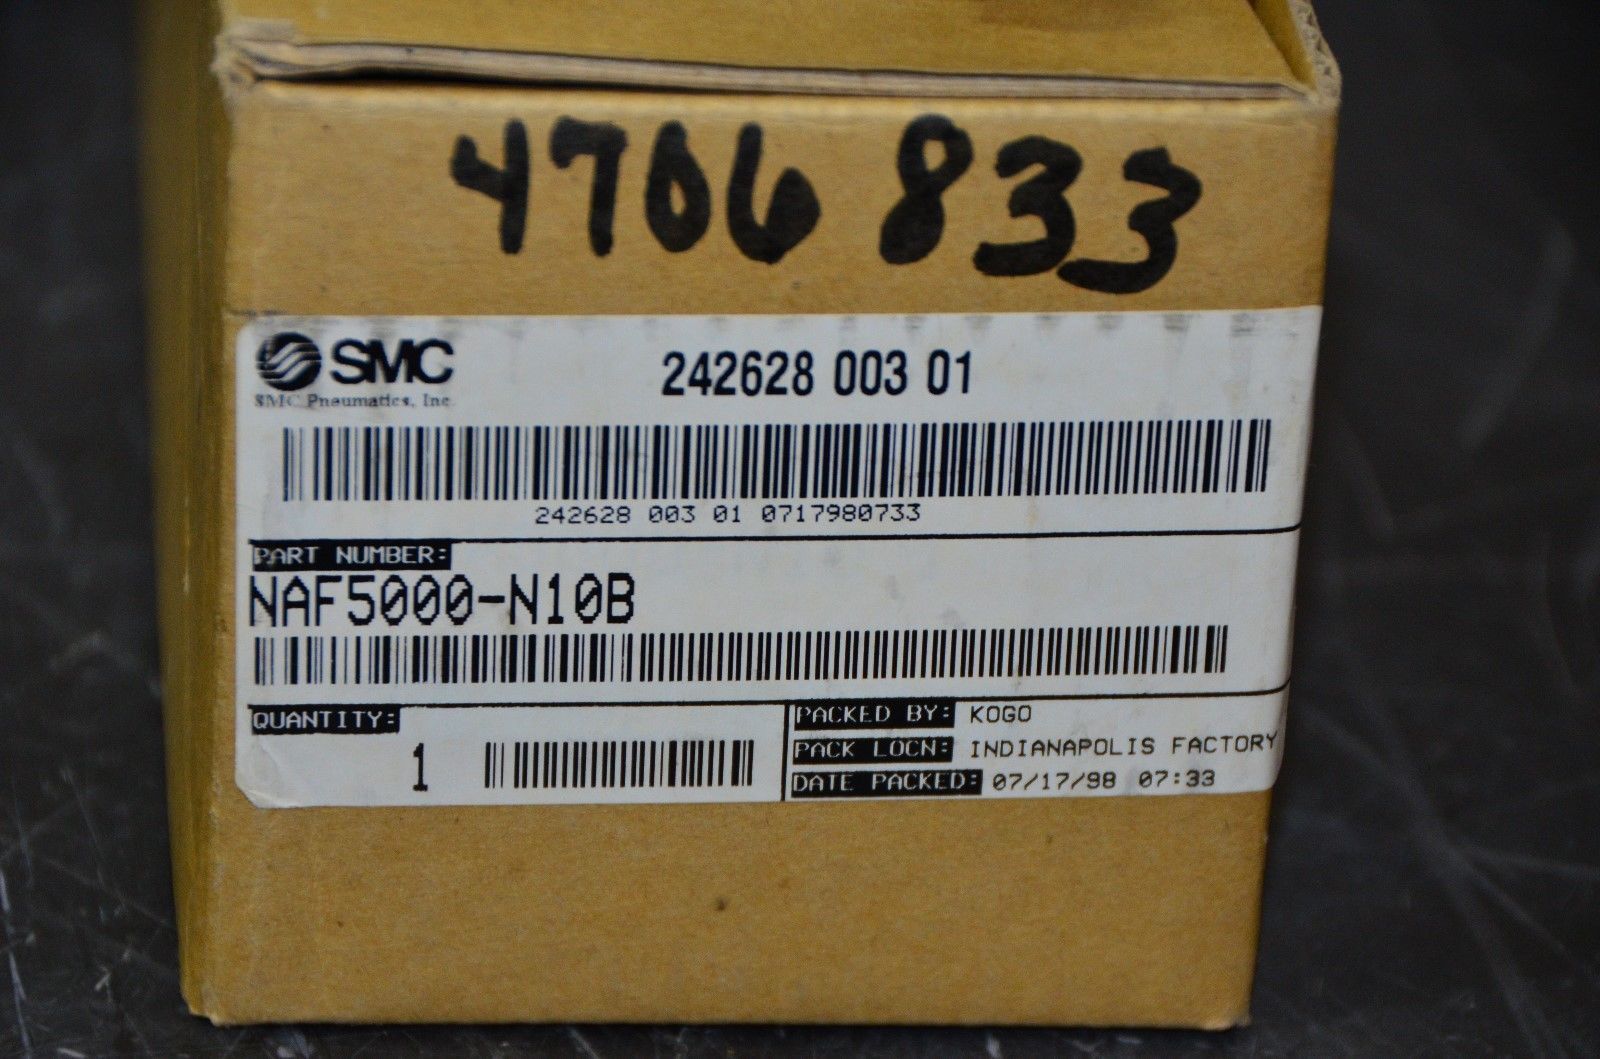 4706 833
SMC
SMC Pneumatics, Inc
242628 003 01
242628 003 01 0717980733
PART NUMBER:
NAF5000-N10B
QUANTITY:
1
PACKED BY: KOGO
PACK LOCN: INDIANAPOLIS FACTORY
DATE PACKED: 07/17/98 07:33